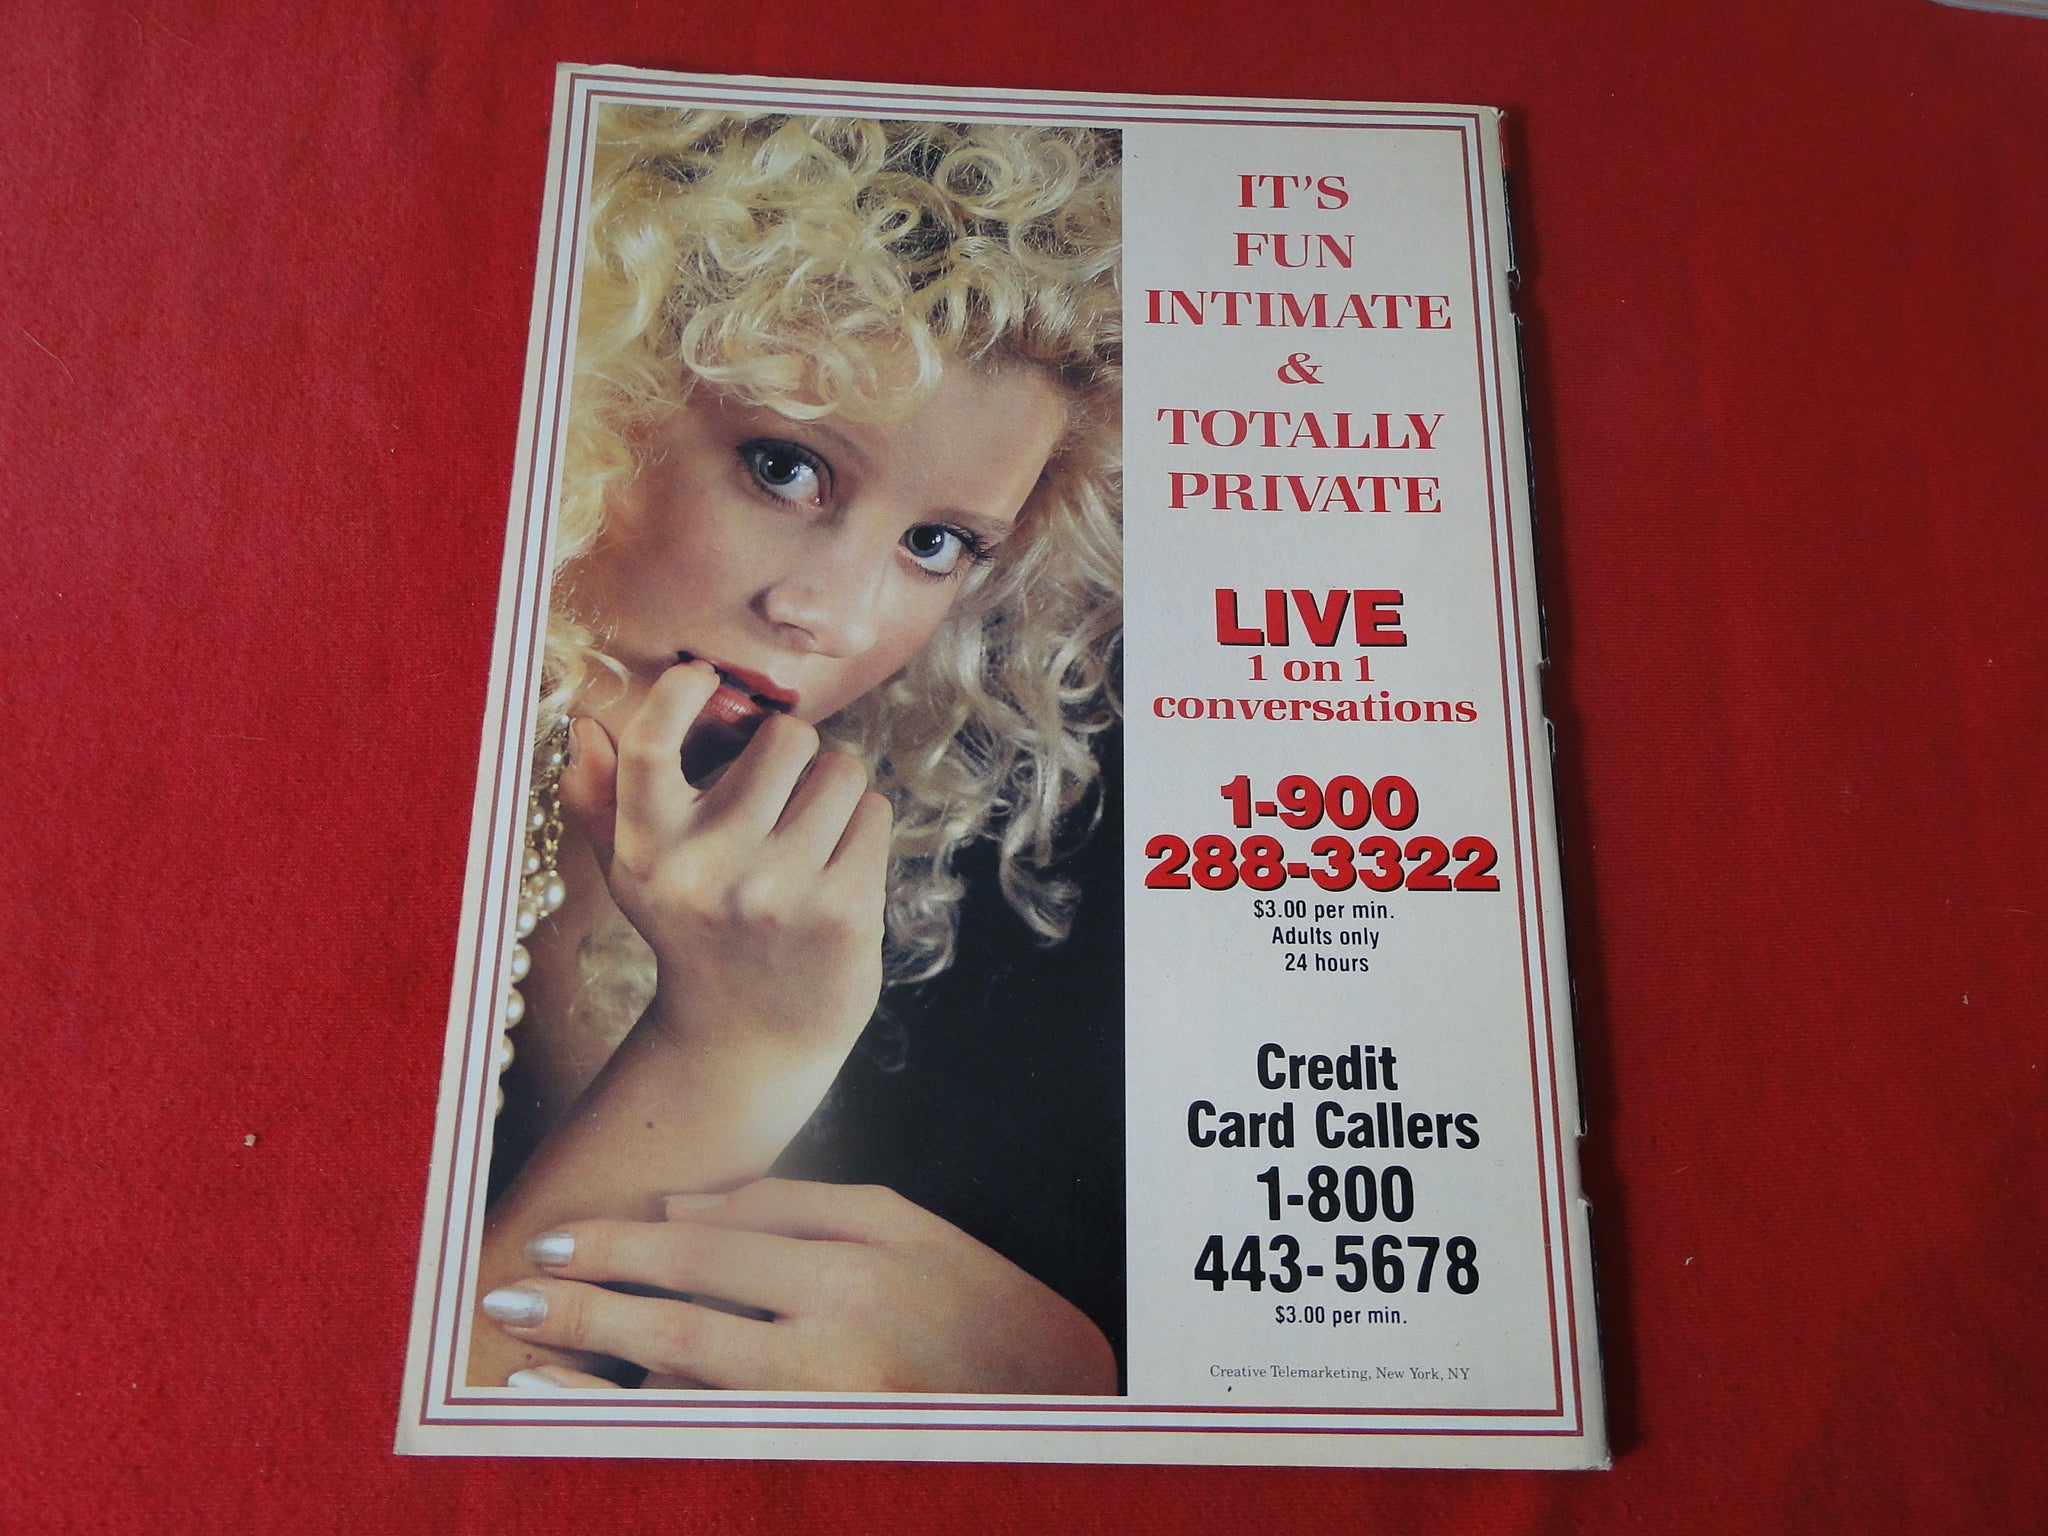 IT'S
FUN
INTIMATE
&
TOTALLY
PRIVATE
LIVE
1 on 1
conversations
1-900
288-3322
$3.00 per min.
Adults only
24 hours
Credit
Card Callers
1-800
443-5678
$3.00 per min.
Creative Telemarketing, New York, NY